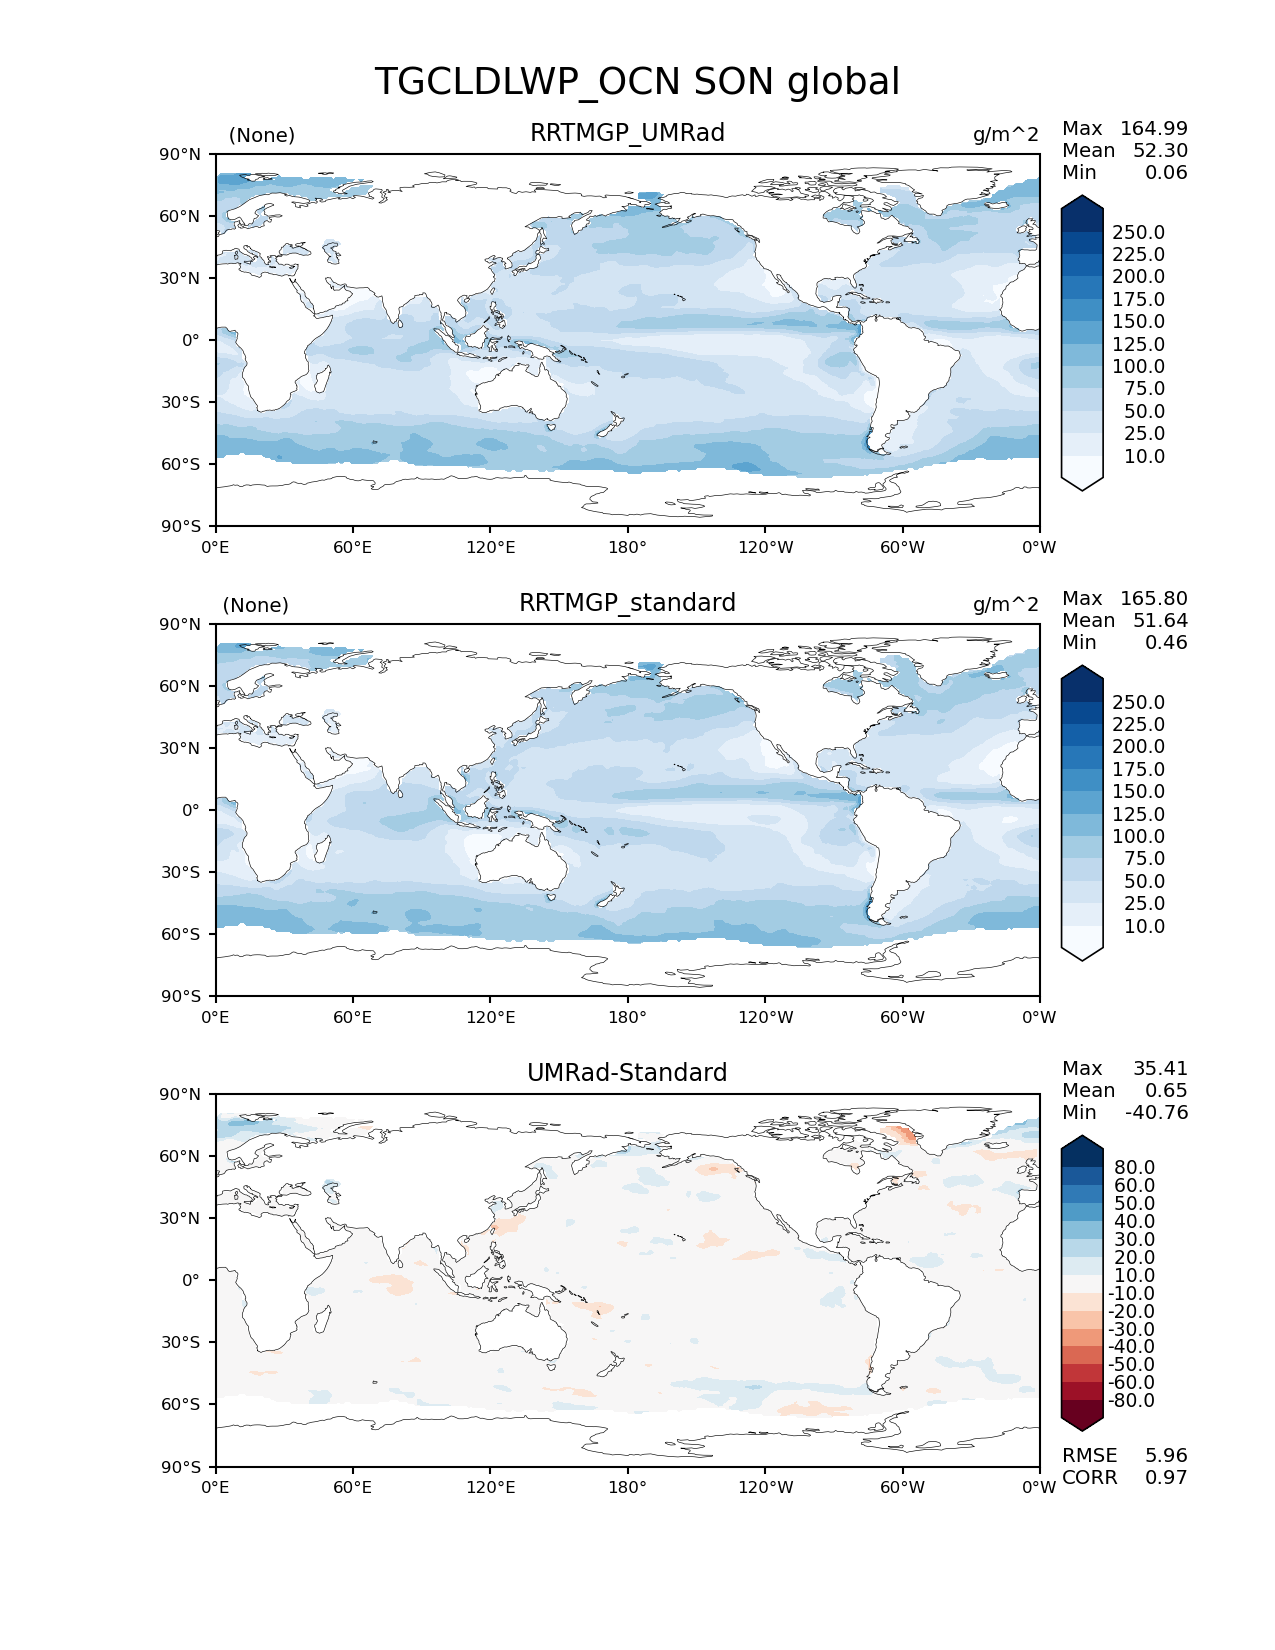 TGCLDLWP_OCN SON global
(None) RRTMGP_UMRad g/m^2
Max 164.99
Mean 52.30
Min 0.06
90°N
60°N
30°N
0°
30°S
60°S
90°S
0°E 60°E 120°E 180° 120°W 60°W 0°W
250.0
225.0
200.0
175.0
150.0
125.0
100.0
75.0
50.0
25.0
10.0
(None) RRTMGP_standard g/m^2
Max 165.80
Mean 51.64
Min 0.46
90°N
60°N
30°N
0°
30°S
60°S
90°S
0°E 60°E 120°E 180° 120°W 60°W 0°W
250.0
225.0
200.0
175.0
150.0
125.0
100.0
75.0
50.0
25.0
10.0
UMRad-Standard
Max 35.41
Mean 0.65
Min -40.76
90°N
60°N
30°N
0°
30°S
60°S
90°S
0°E 60°E 120°E 180° 120°W 60°W 0°W
80.0
60.0
50.0
40.0
30.0
20.0
10.0
-10.0
-20.0
-30.0
-40.0
-50.0
-60.0
-80.0
RMSE 5.96
CORR 0.97